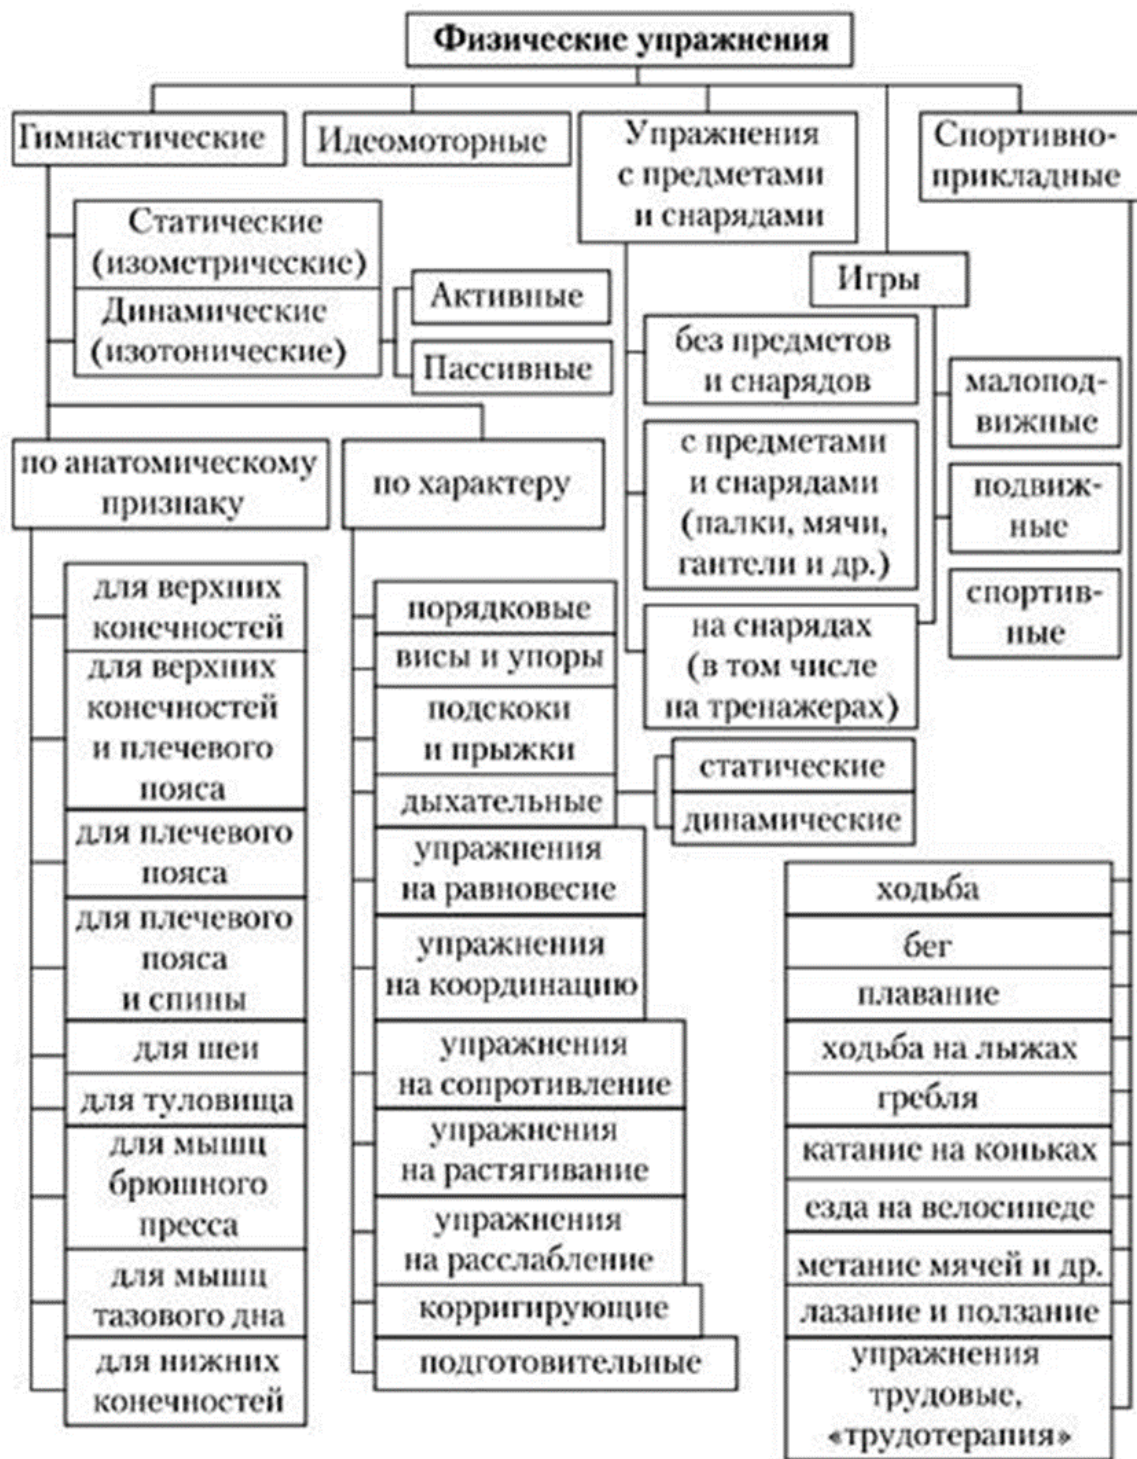 Физические упражнения
Гимнастические
Идеомоторные
Упражнения
с предметами
и снарядами
Спортивно-
прикладные
Игры
Статические
(изометрические)
Динамические
(изотонические)
Активные
Пассивные
без предметов
и снарядов
с предметами
и снарядами
(палки, мячи,
гантели и др.)
на снарядах
(в том числе
на тренажерах)
малопод-
вижные
подвиж-
ные
спортив-
ные
по анатомическому
признаку
для верхних
конечностей
для верхних
конечностей
и плечевого
пояса
для плечевого
пояса
для плечевого
пояса
и спины
для шеи
для туловища
для мышц
брюшного
пресса
для мышц
тазового дна
для нижних
конечностей
по характеру
порядковые
висы и упоры
подскоки
и прыжки
дыхательные
статические
динамические
упражнения
на равновесие
упражнения
на координацию
упражнения
на сопротивление
упражнения
на растягивание
упражнения
на расслабление
корригирующие
подготовительные
ходьба
бег
плавание
ходьба на лыжах
гребля
катание на коньках
езда на велосипеде
метание мячей и др.
лазание и ползание
упражнения
трудовые,
«трудотерапия»